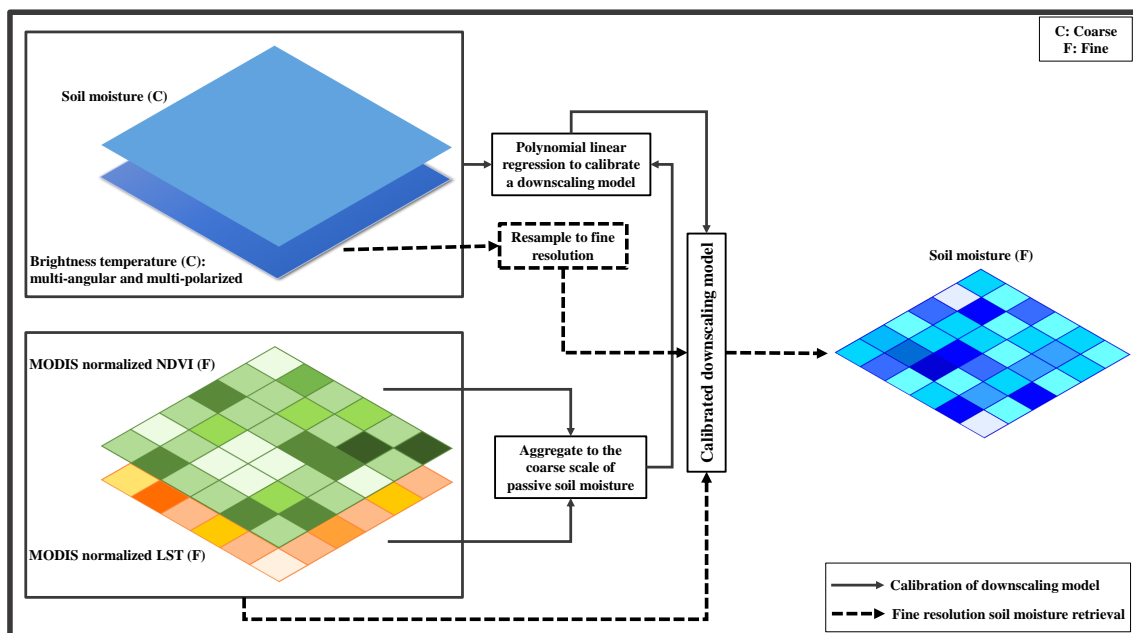 C: Coarse
F: Fine
Soil moisture (C)
Polynomial linear
regression to calibrate
a downscaling model
Resample to fine
resolution
Brightness temperature (C):
multi-angular and multi-polarized
Calibrated downscaling model
Soil moisture (F)
MODIS normalized NDVI (F)
Aggregate to the
coarse scale of
passive soil moisture
MODIS normalized LST (F)
Calibration of downscaling model
Fine resolution soil moisture retrieval